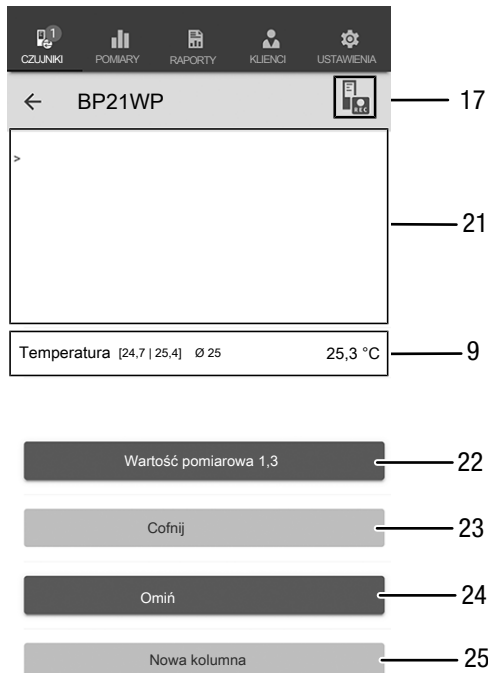 1
CZUJNIKI POMIARY RAPORTY KLIENCI USTAWIENIA
← BP21WP REC 17
>
21
Temperatura [24,7 | 25,4] Ø 25 25,3 °C 9
Wartość pomiarowa 1,3 22
Cofnij 23
Omiń 24
Nowa kolumna 25